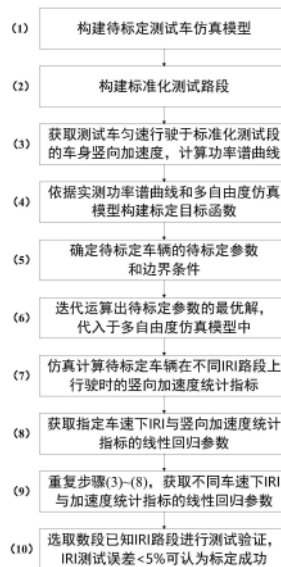 (1) 构建待标定测试车仿真模型
(2) 构建标准化测试路段
(3) 获取测试车匀速行驶于标准化测试段
的车身竖向加速度，计算功率谱曲线
(4) 依据实测功率谱曲线和多自由度仿真
模型构建标定目标函数
(5) 确定待标定车辆的待标定参数
和边界条件
(6) 迭代运算出待标定参数的最优解，
代入于多自由度仿真模型中
(7) 仿真计算待标定车辆在不同IRI路段上
行驶时的竖向加速度统计指标
(8) 获取指定车速下IRI与竖向加速度统计
指标的线性回归参数
(9) 重复步骤(3)~(8)，获取不同车速下IRI
与加速度统计指标的线性回归参数
(10) 选取数段已知IRI路段进行测试验证，
IRI测试误差<5%可认为标定成功